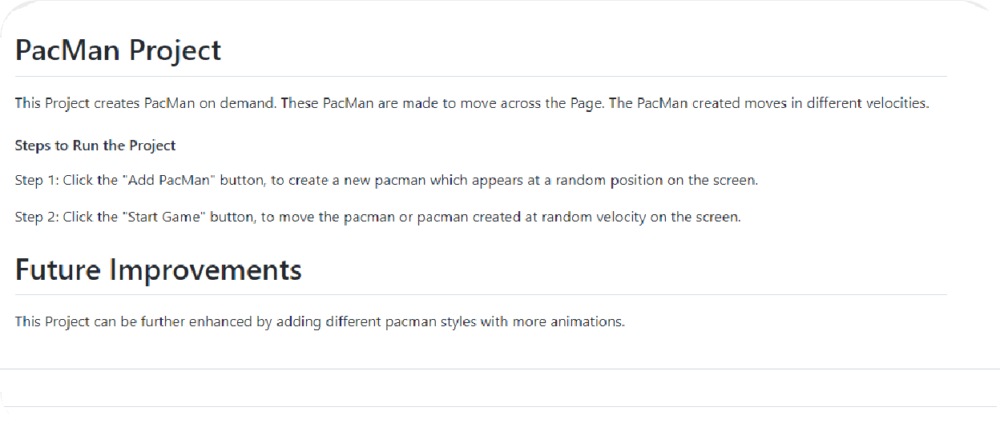 PacMan Project
This Project creates PacMan on demand. These PacMan are made to move across the Page. The PacMan created moves in different velocities.
Steps to Run the Project
Step 1: Click the "Add PacMan" button, to create a new pacman which appears at a random position on the screen.
Step 2: Click the "Start Game" button, to move the pacman or pacman created at random velocity on the screen.
Future Improvements
This Project can be further enhanced by adding different pacman styles with more animations.